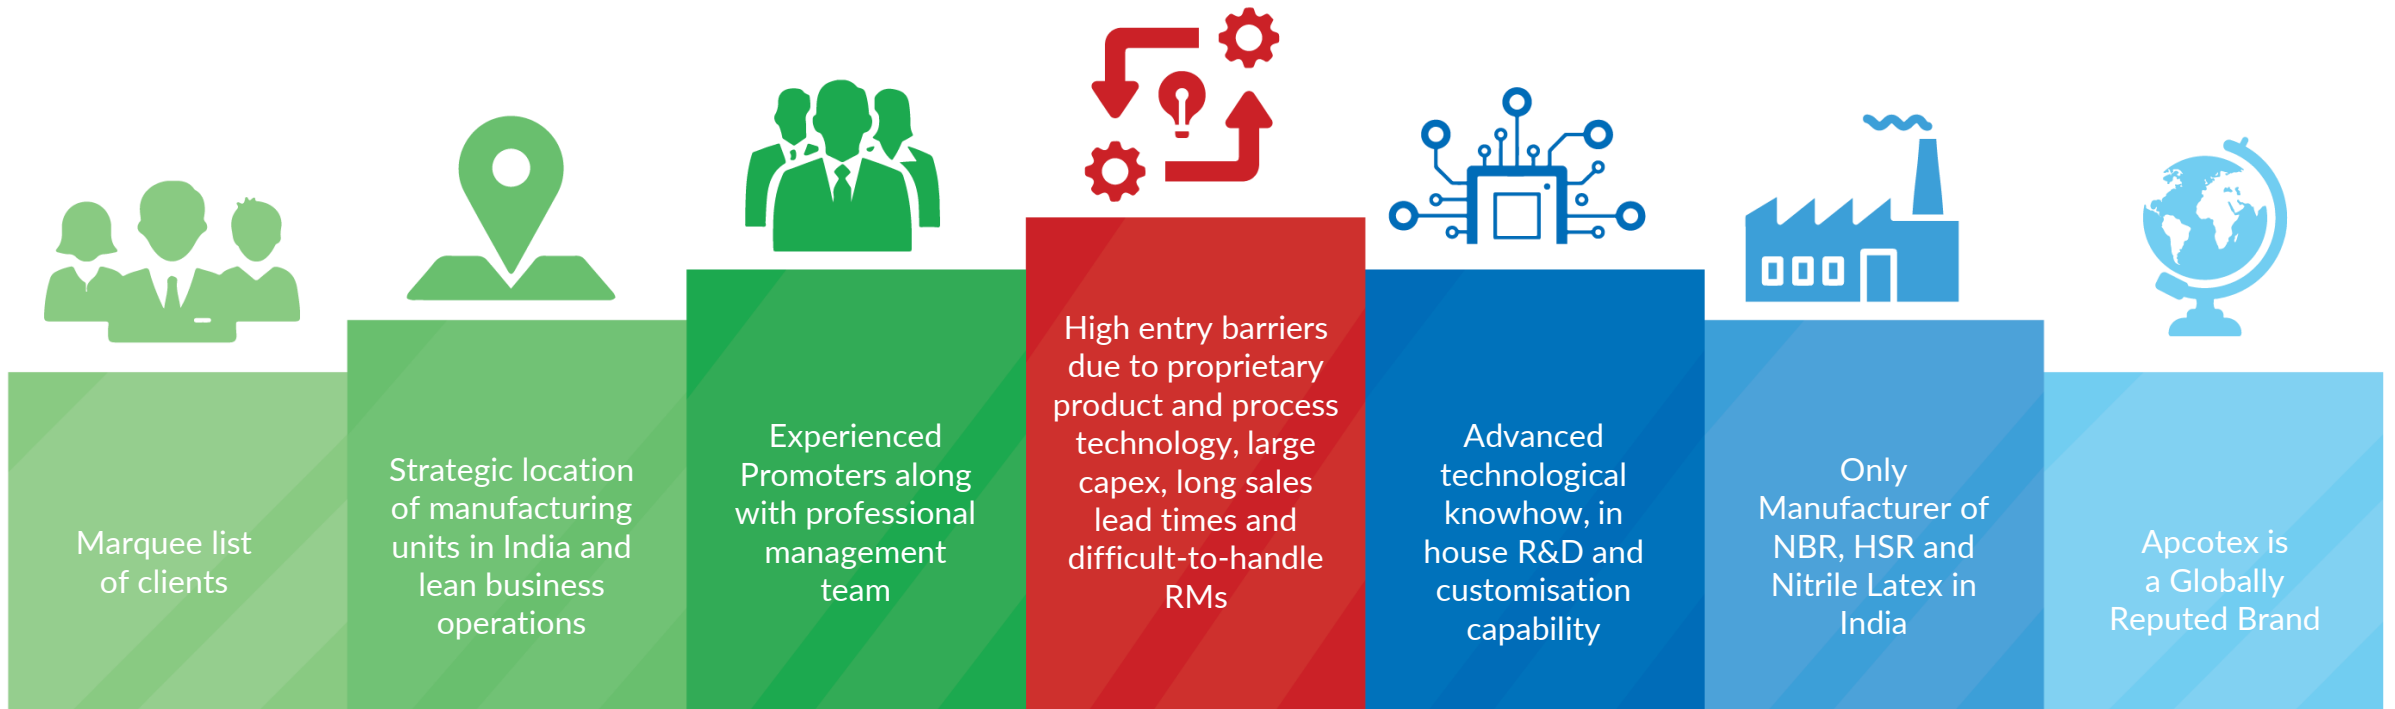 Marquee list
of clients
Strategic location
of manufacturing
units in India and
lean business
operations
Experienced
Promoters along
with professional
management
team
High entry barriers
due to proprietary
product and process
technology, large
capex, long sales
lead times and
difficult-to-handle
RMs
Advanced
technological
knowhow, in
house R&D and
customisation
capability
Only
Manufacturer of
NBR, HSR and
Nitrile Latex in
India
Apcotex is
a Globally
Reputed Brand